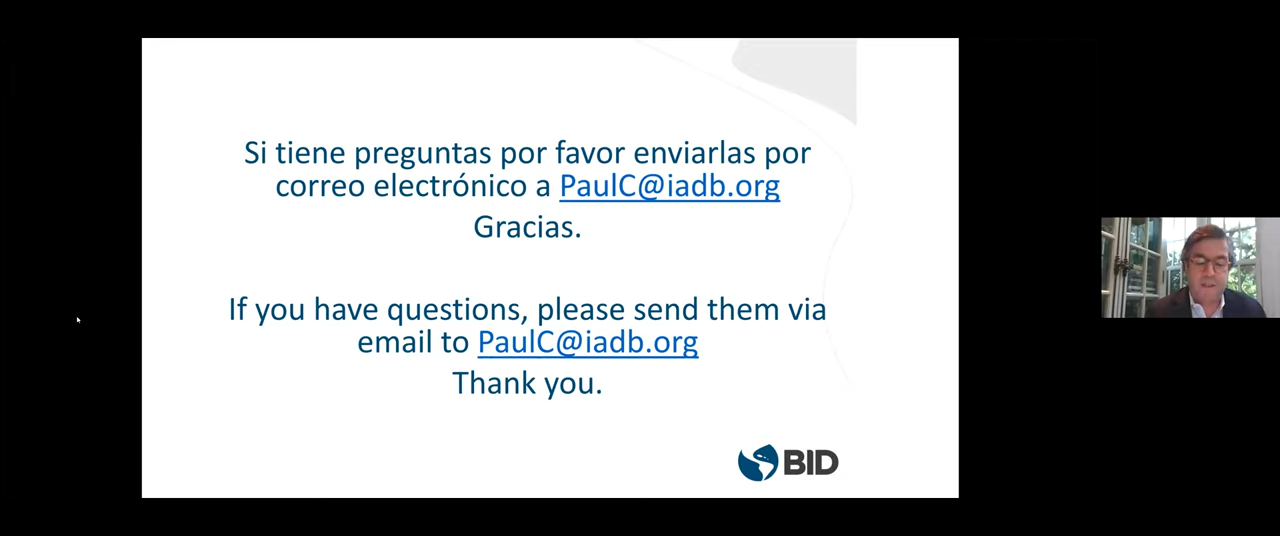 Si tiene preguntas por favor enviarlas por
correo electrónico a PaulC@iadb.org
Gracias.
If you have questions, please send them via
email to PaulC@iadb.org
Thank you.
BID